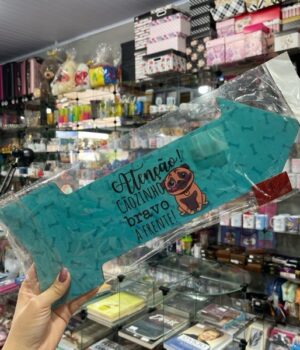 Atenção!
CÃOZINHO
bravo
À FRENTE!